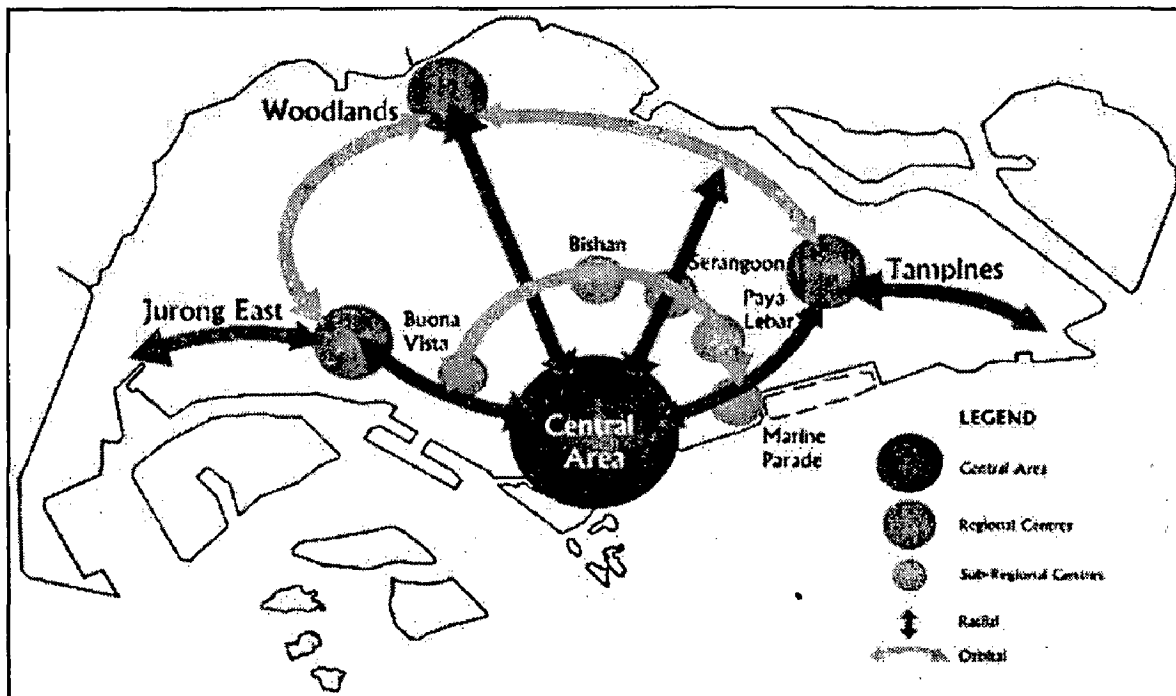 Woodlands
Bishan
Serangoon
Tampines
Paya
Lebar
Jurong East
Buona
Vista
Central
Area
Marine
Parade
LEGEND
Central Area
Regional Centres
Sub-Regional Centres
Radial
Orbital